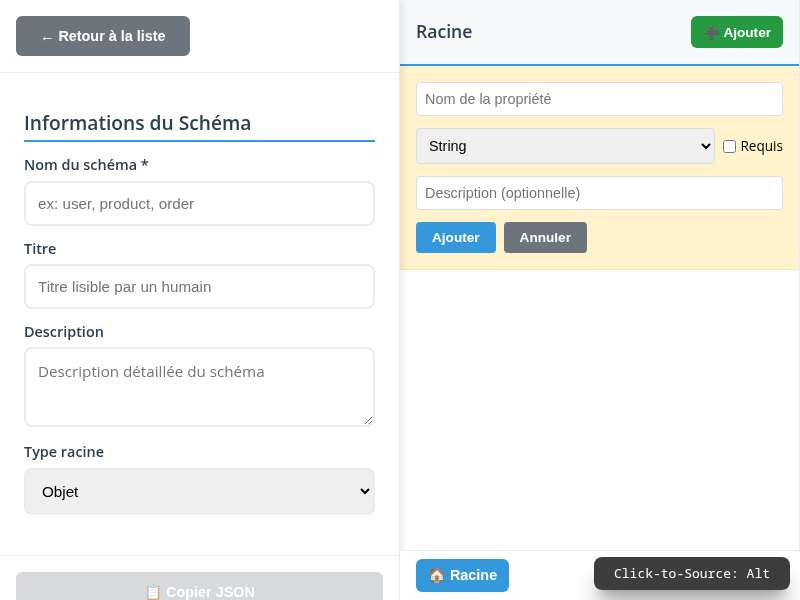 ← Retour à la liste
Informations du Schéma
Nom du schéma *
ex: user, product, order
Titre
Titre lisible par un humain
Description
Description détaillée du schéma
Type racine
Objet
📋 Copier JSON
Racine
➕ Ajouter
Nom de la propriété
String
Requis
Description (optionnelle)
Ajouter
Annuler
🏠 Racine
Click-to-Source: Alt